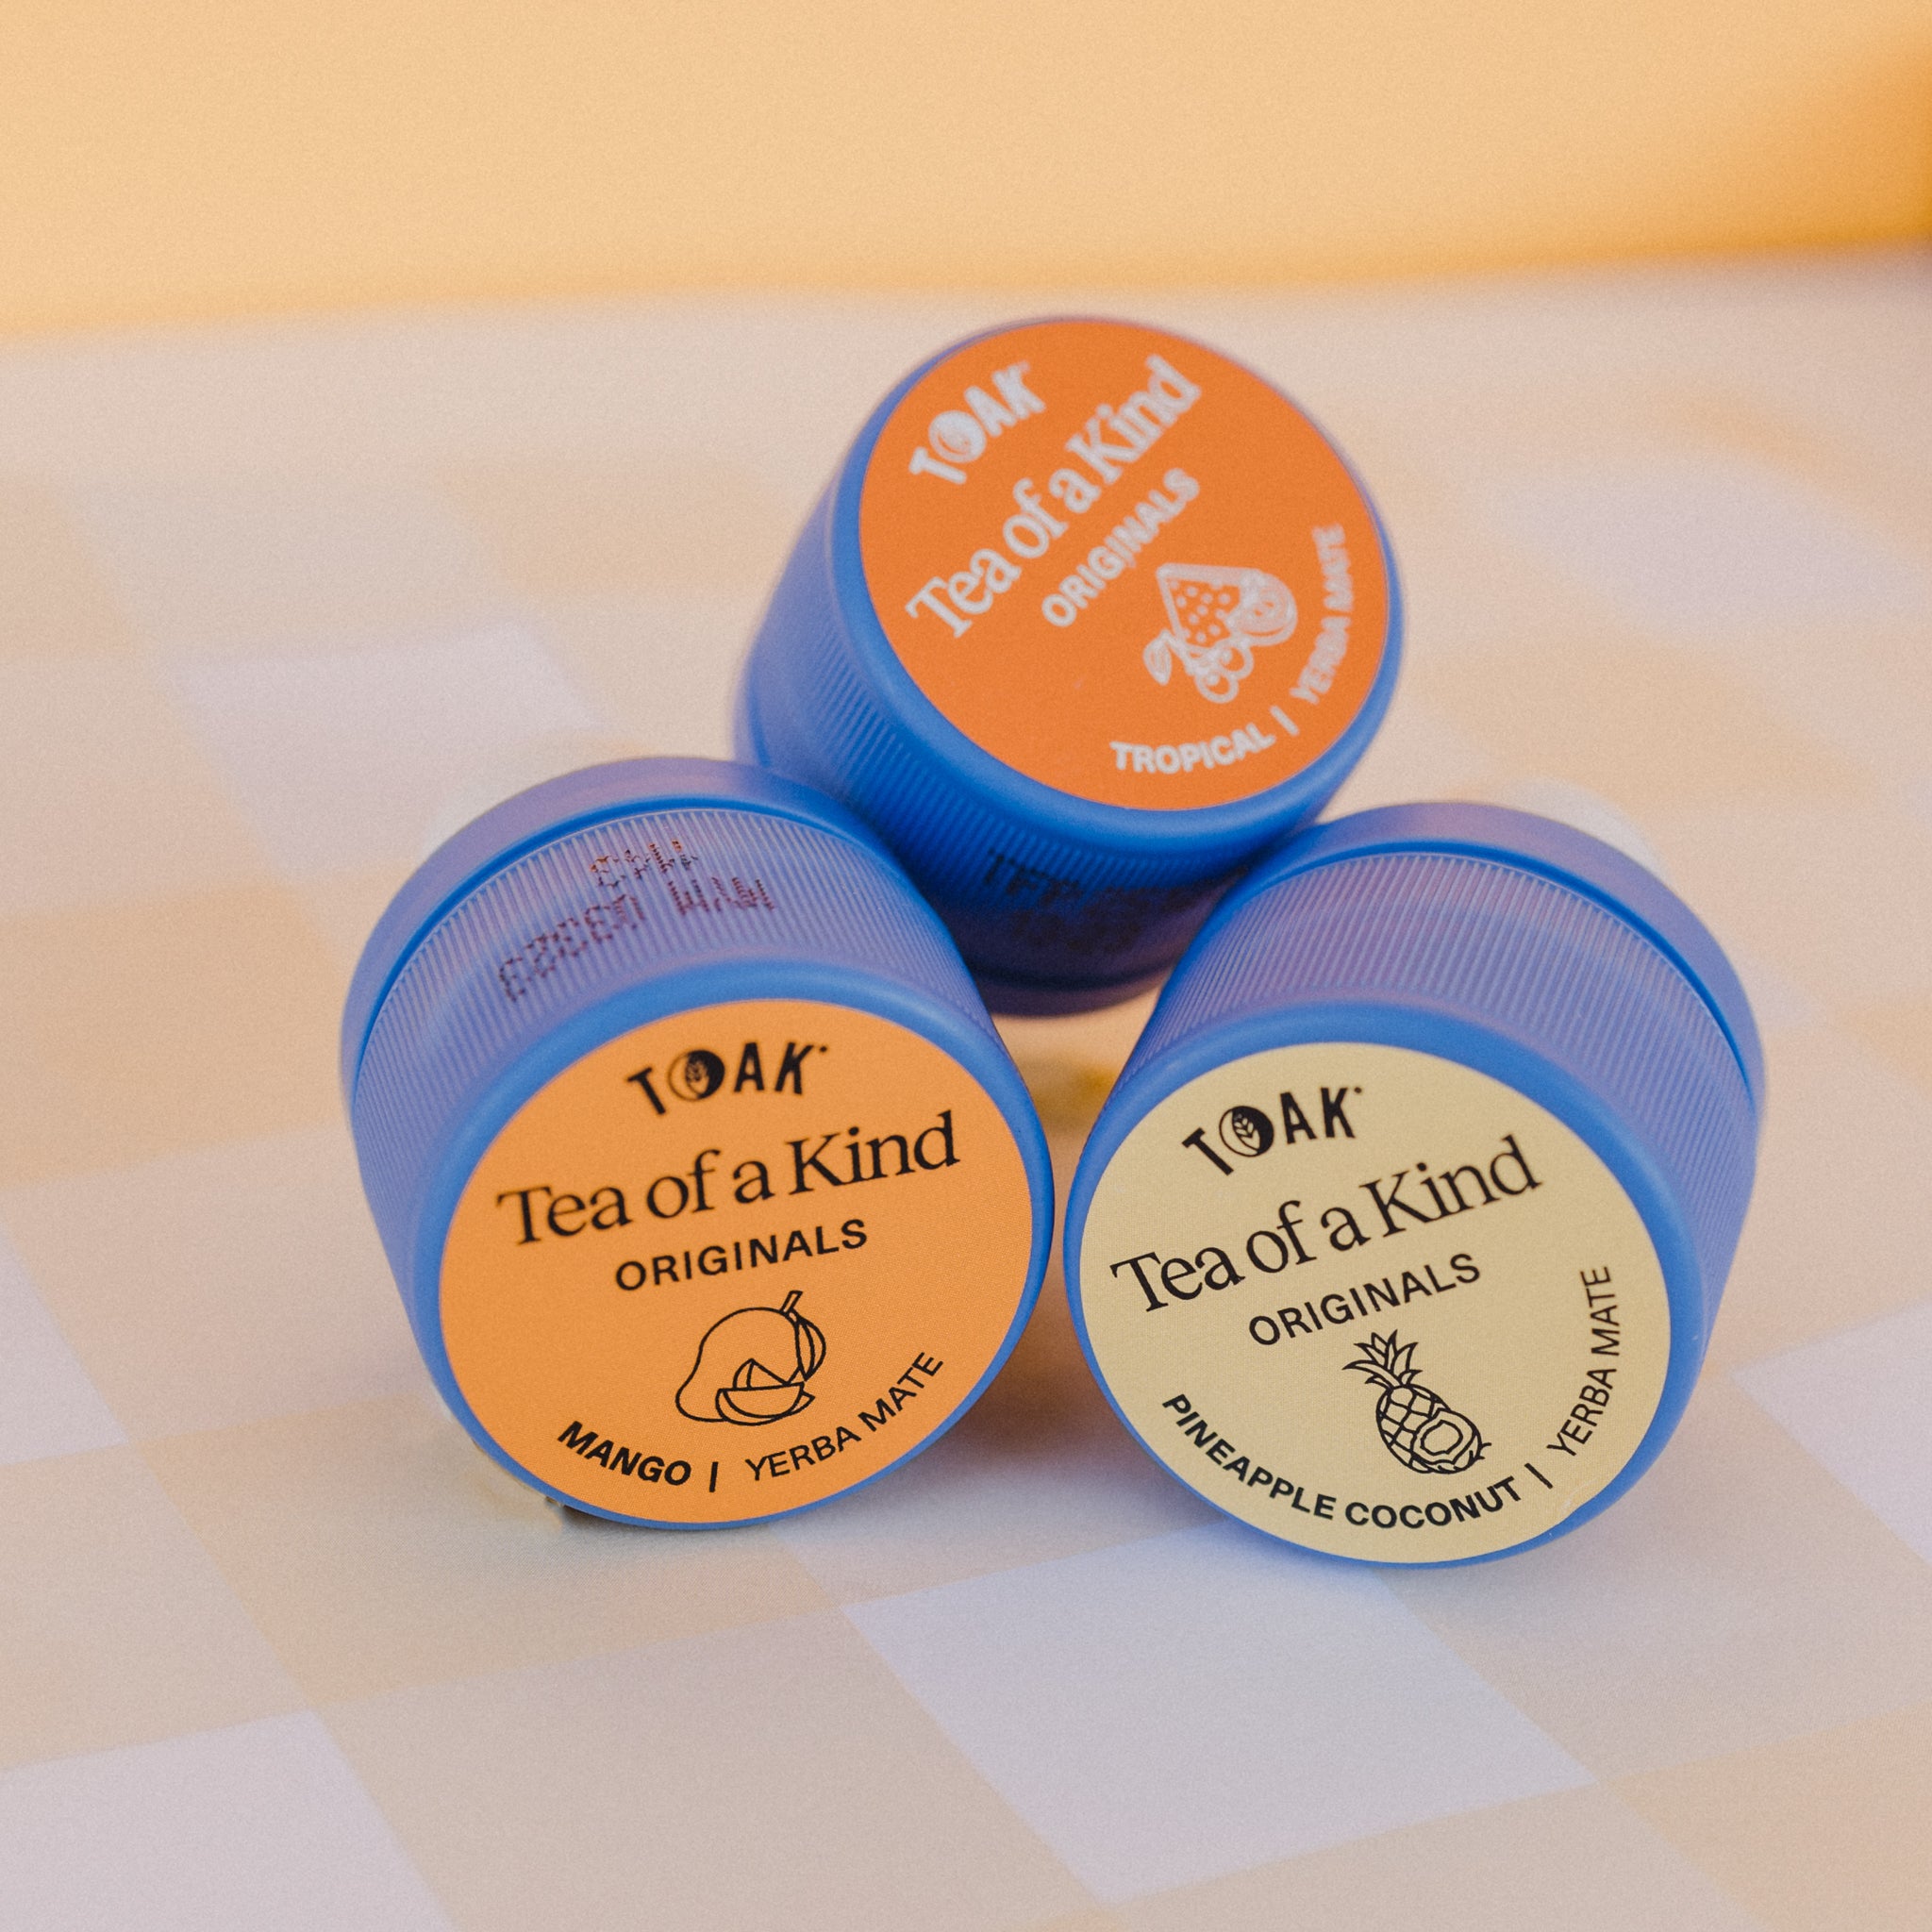 TOAK
Tea of a Kind
ORIGINALS
TROPICAL | YERBA MATE
TOAK
Tea of a Kind
ORIGINALS
MANGO | YERBA MATE
TOAK
Tea of a Kind
ORIGINALS
PINEAPPLE COCONUT | YERBA MATE